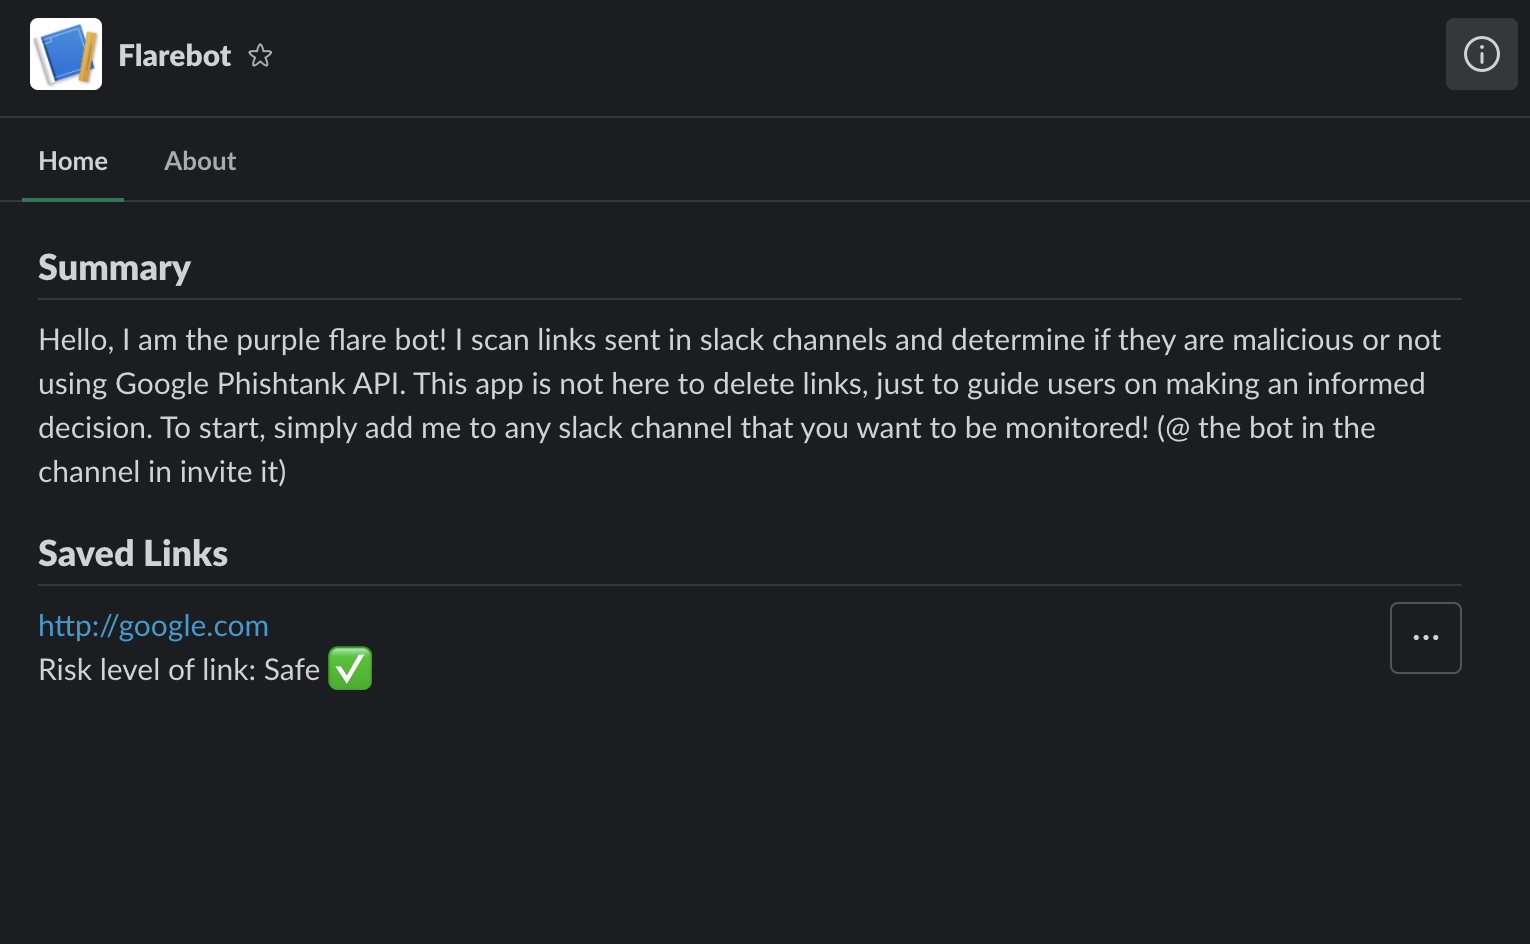 Flarebot
Home About
Summary
Hello, I am the purple flare bot! I scan links sent in slack channels and determine if they are malicious or not
using Google Phishtank API. This app is not here to delete links, just to guide users on making an informed
decision. To start, simply add me to any slack channel that you want to be monitored! (@ the bot in the
channel in invite it)
Saved Links
http://google.com
Risk level of link: Safe ✅